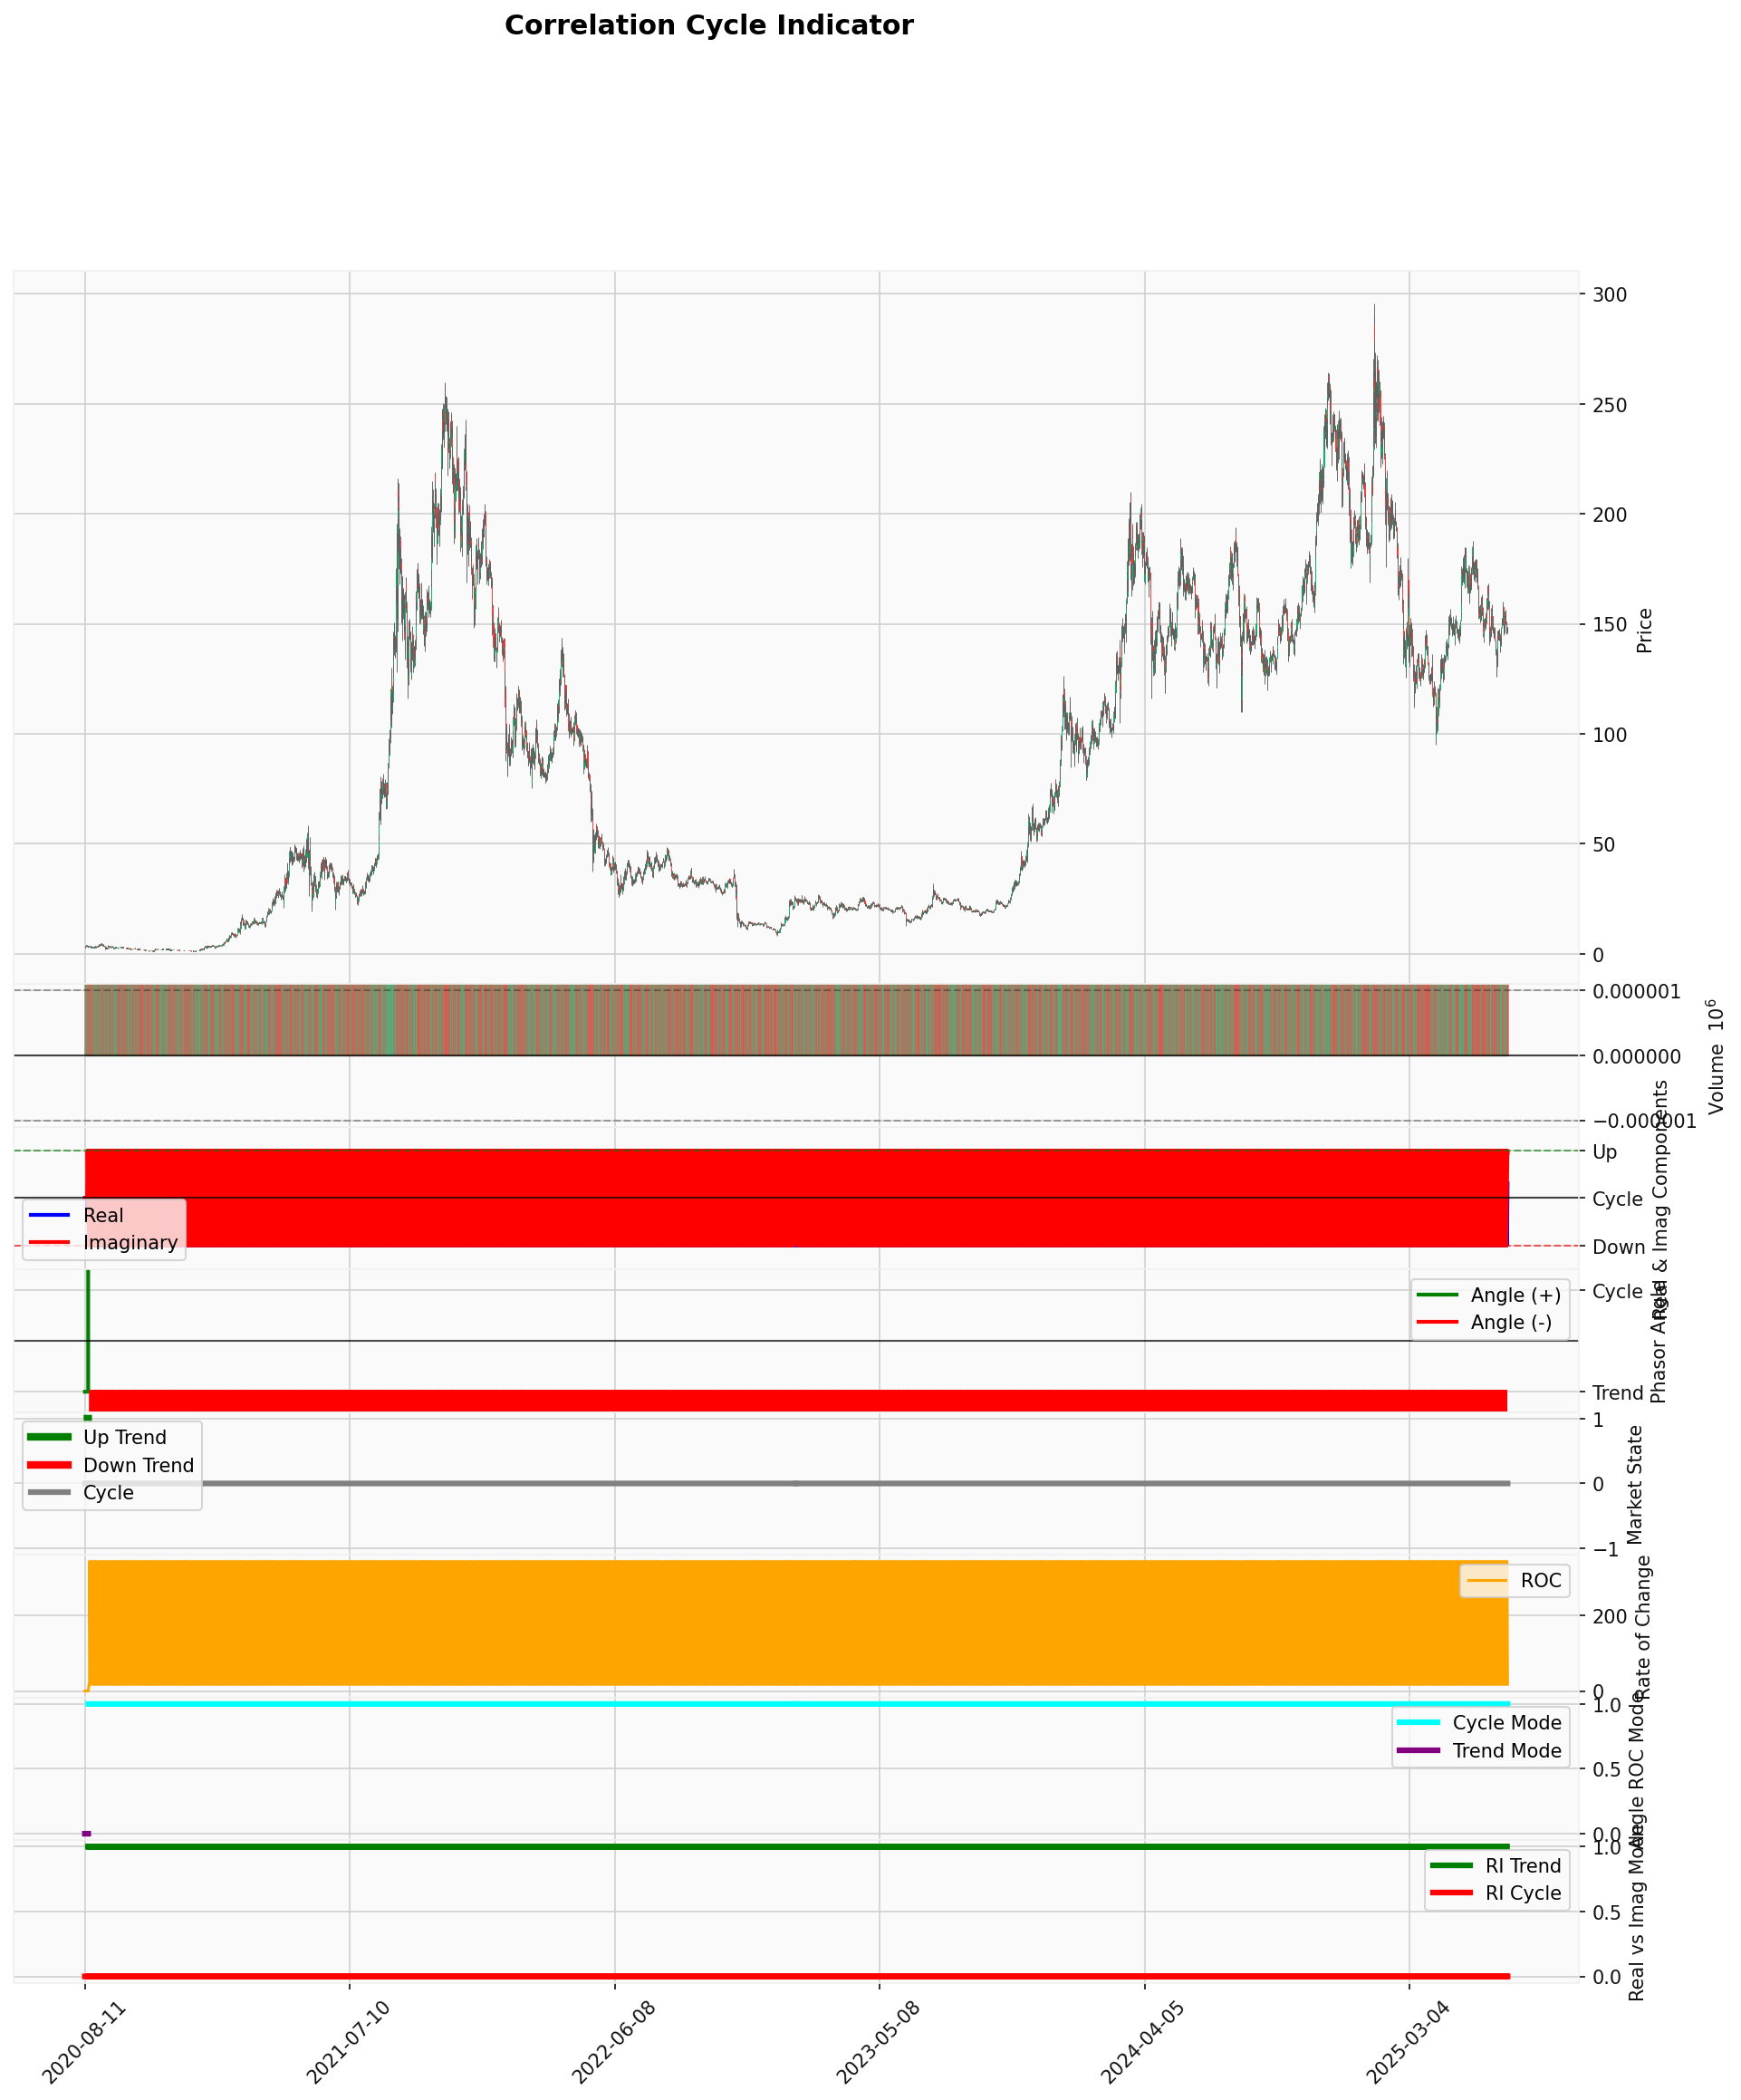 Correlation Cycle Indicator
300
250
200
150
100
50
0
Price
0.000001
0.000000
−0.000001
Volume 10⁶
Up
Cycle
Down
Real & Imag Components
Real
Imaginary
Cycle
Trend
Phasor Angle
Angle (+)
Angle (-)
1
0
−1
Market State
Up Trend
Down Trend
Cycle
200
0
Rate of Change
ROC
1.0
0.5
0.0
Angle ROC Mode
Cycle Mode
Trend Mode
1.0
0.5
0.0
Real vs Imag Mode
RI Trend
RI Cycle
2020-08-11
2021-07-10
2022-06-08
2023-05-08
2024-04-05
2025-03-04